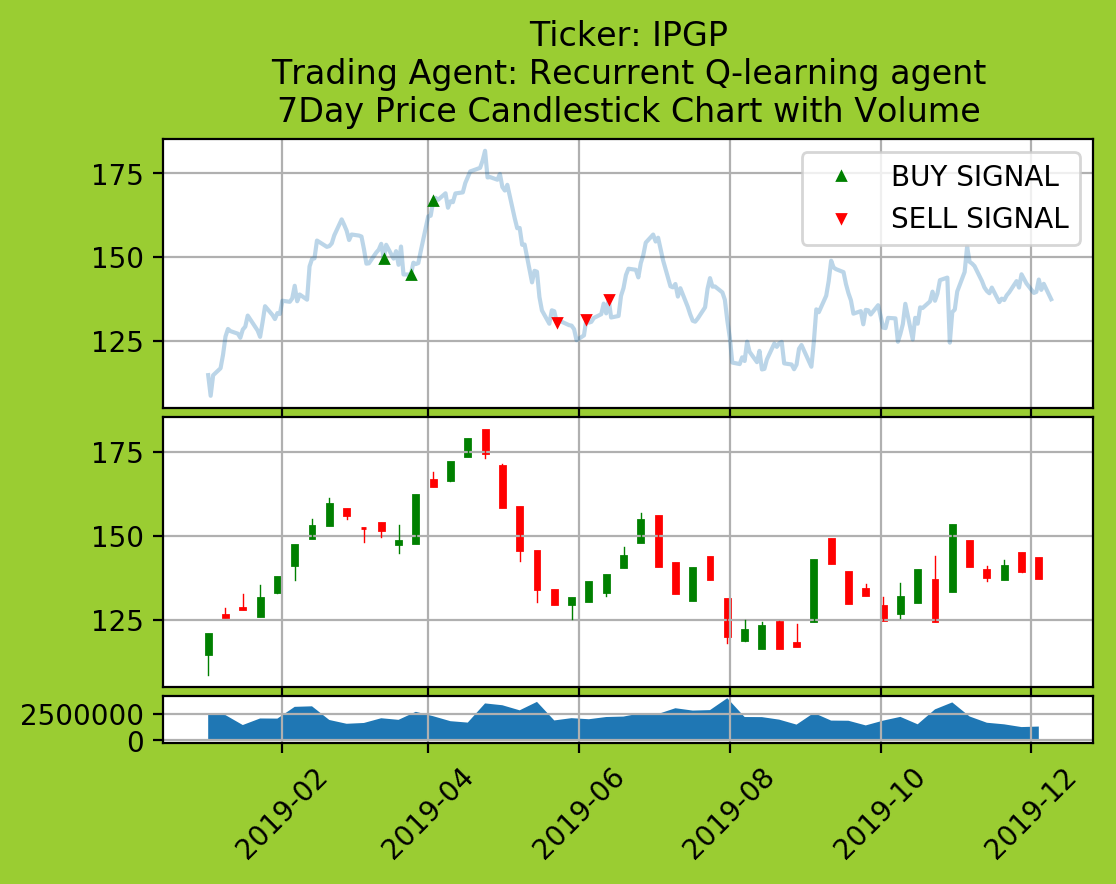 Ticker: IPGP
Trading Agent: Recurrent Q-learning agent
7Day Price Candlestick Chart with Volume
175
150
125
BUY SIGNAL
SELL SIGNAL
175
150
125
2500000
0
2019-02
2019-04
2019-06
2019-08
2019-10
2019-12